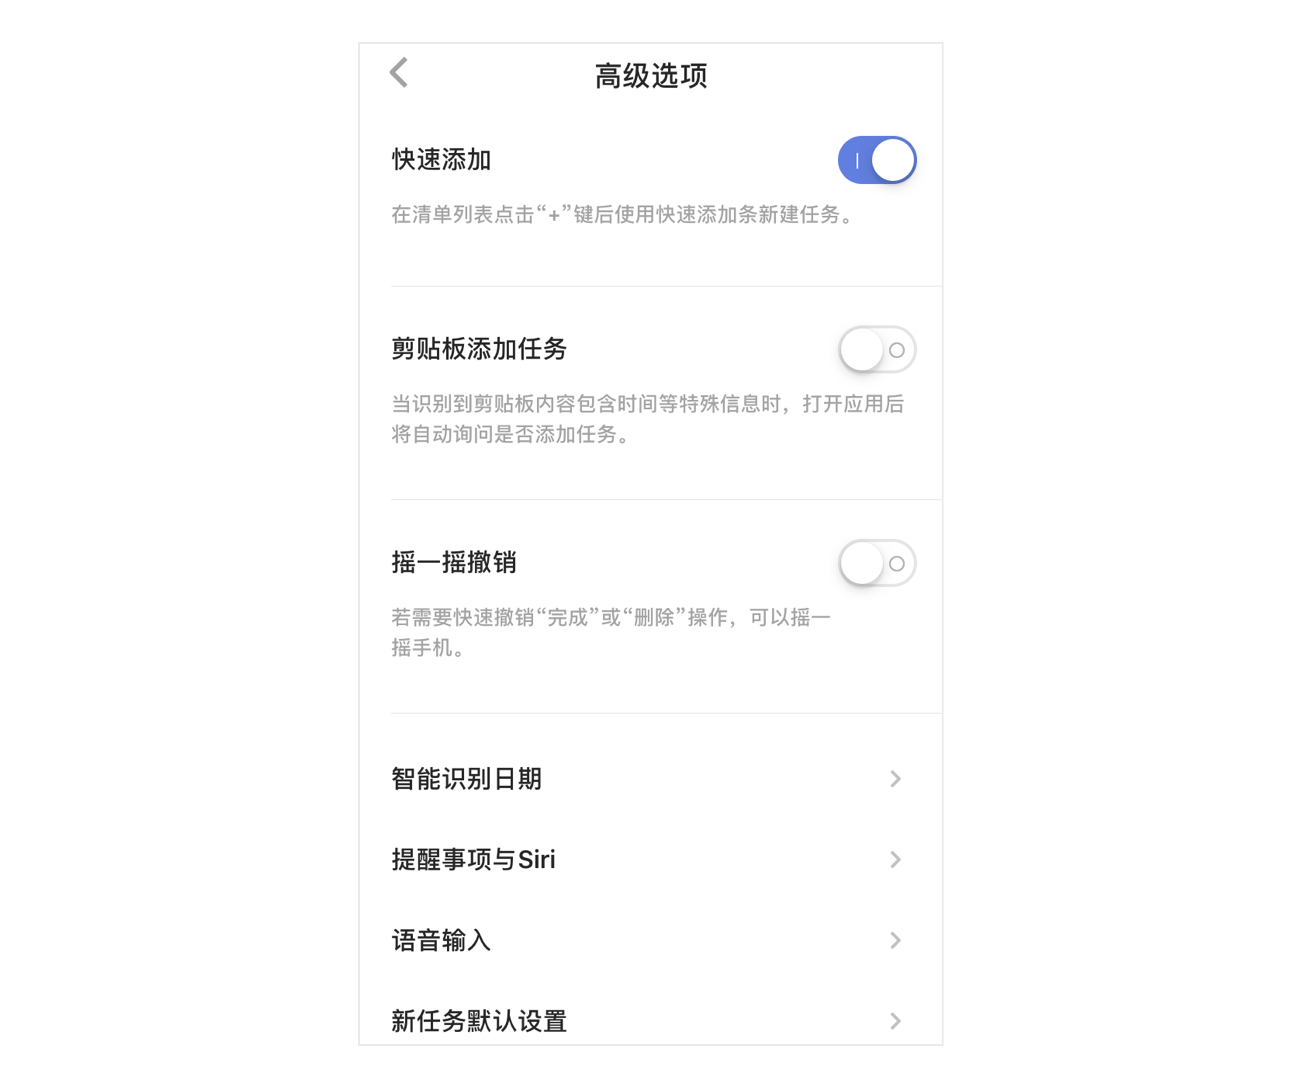 高级选项
快速添加
在清单列表点击“+”键后使用快速添加条新建任务。
剪贴板添加任务
当识别到剪贴板内容包含时间等特殊信息时，打开应用后
将自动询问是否添加任务。
摇一摇撤销
若需要快速撤销“完成”或“删除”操作，可以摇一
摇手机。
智能识别日期
提醒事项与Siri
语音输入
新任务默认设置